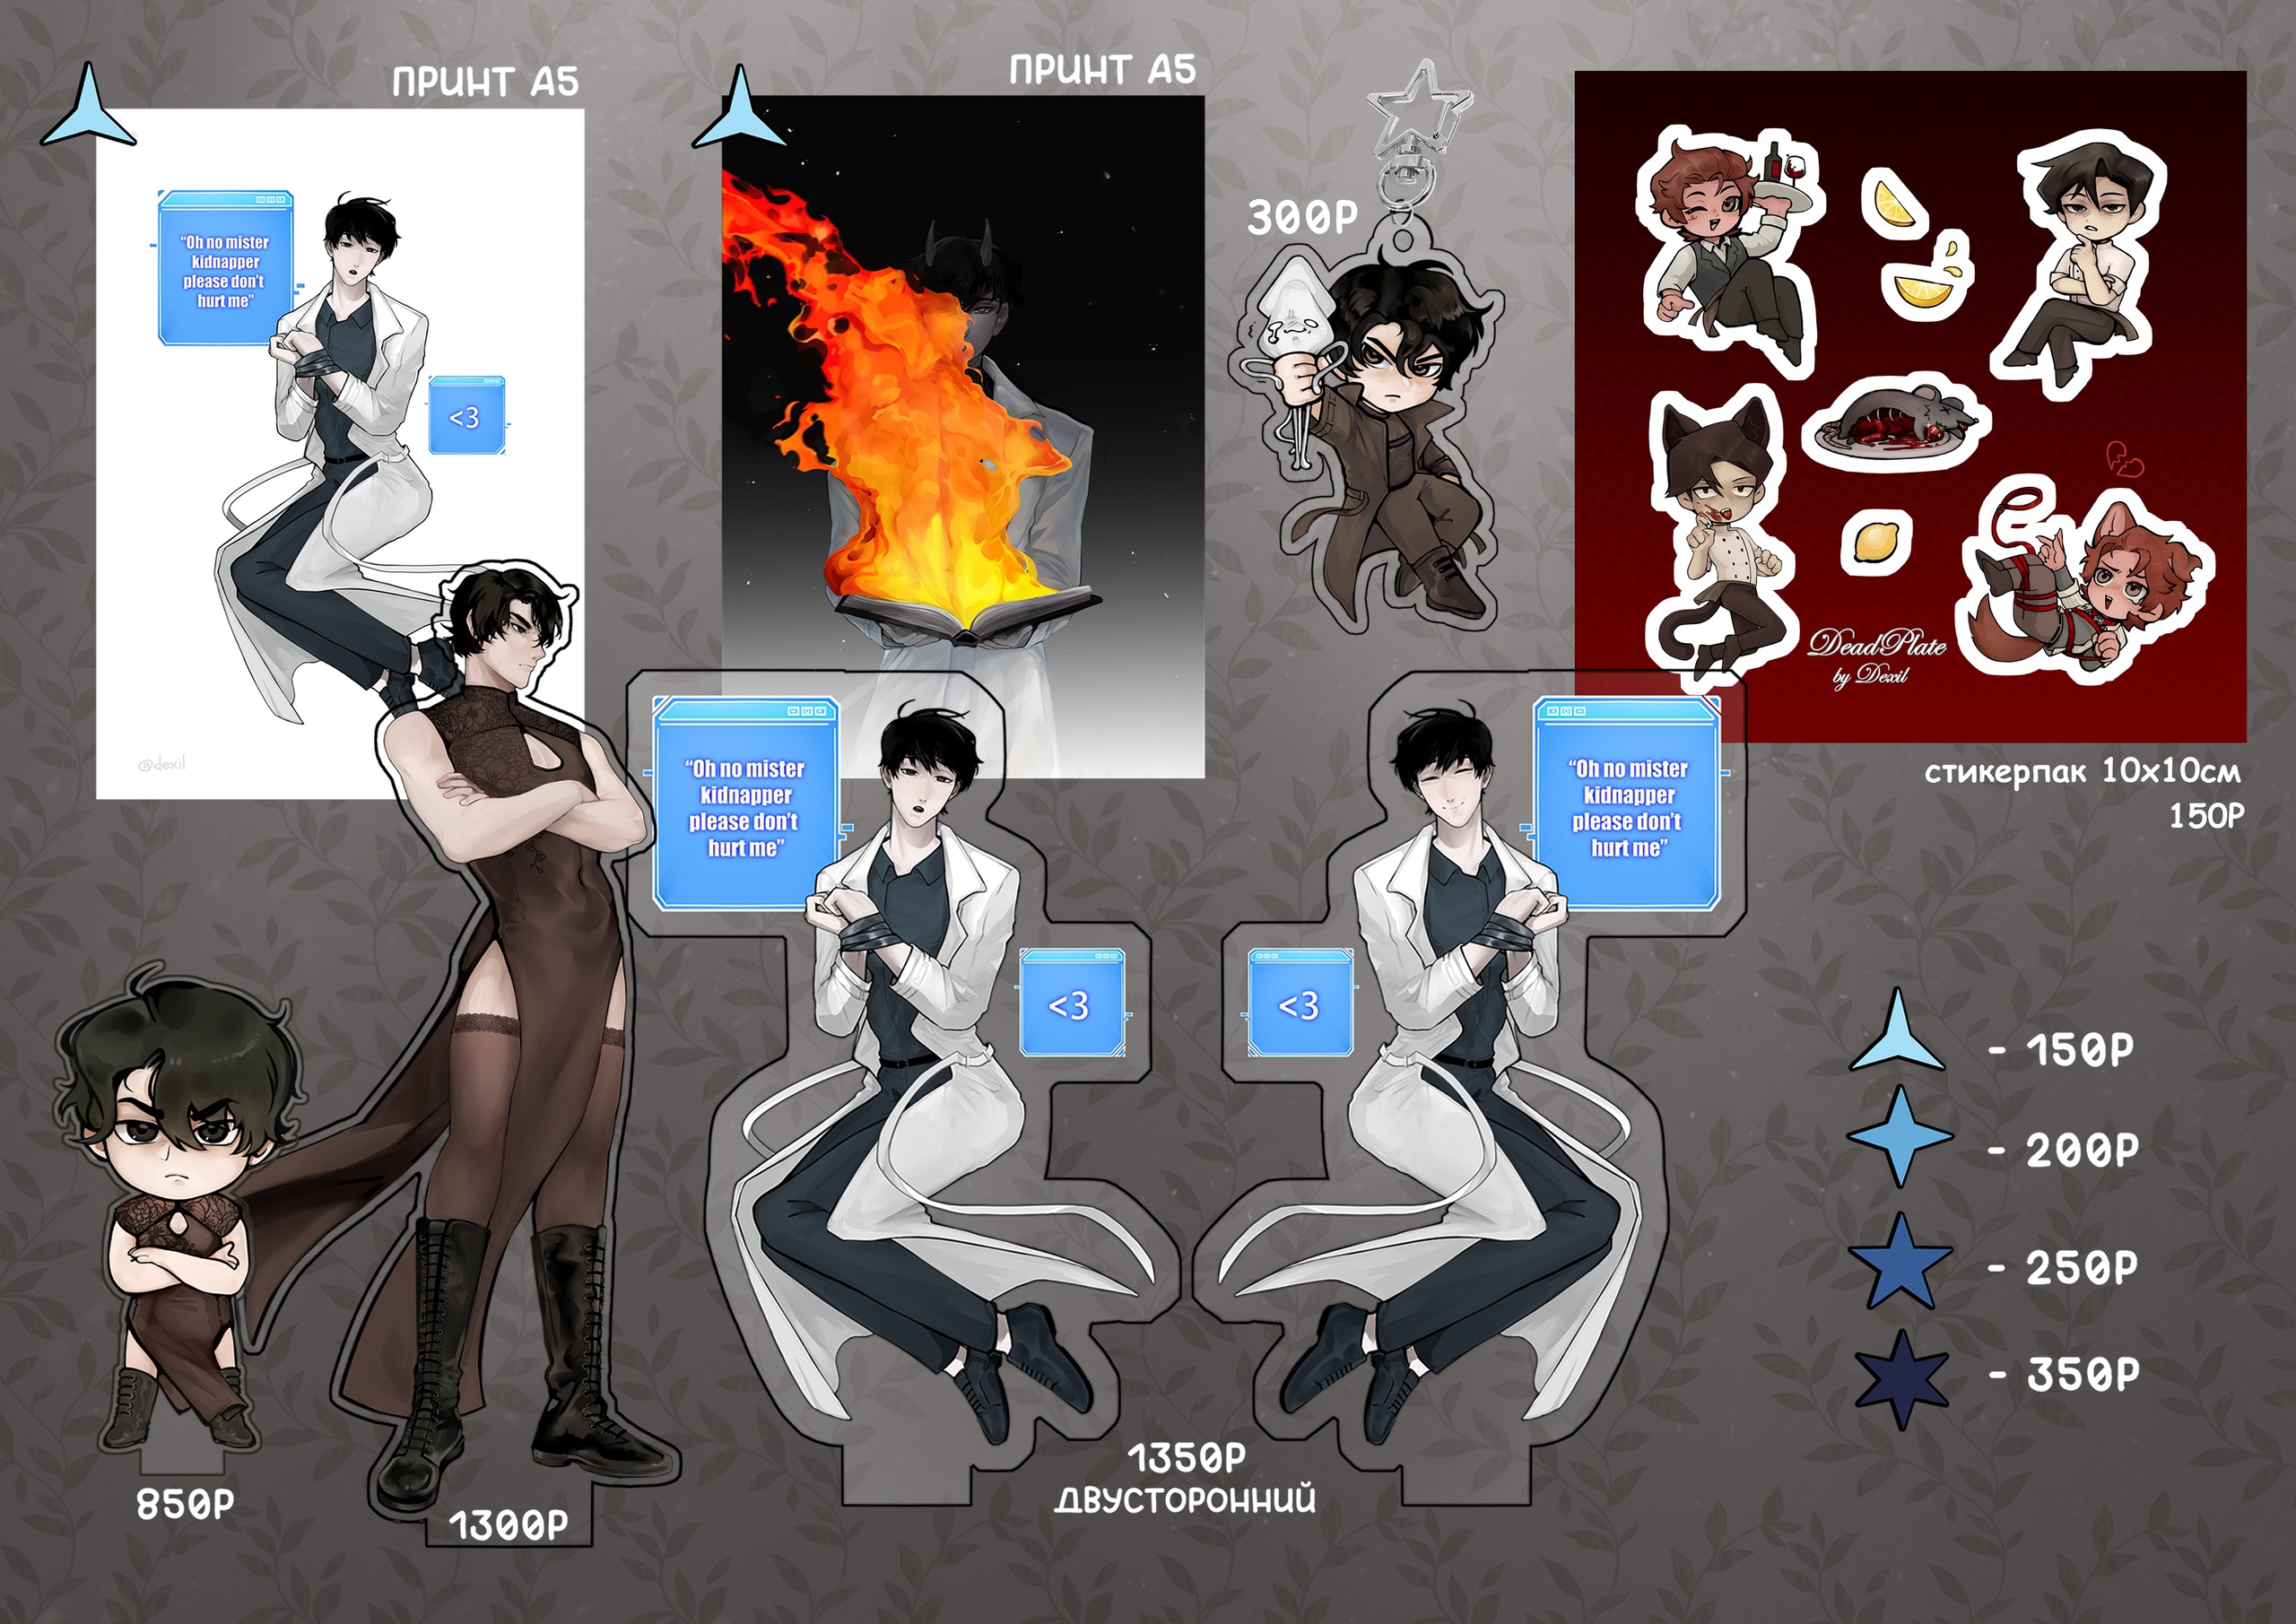 ПРИНТ А5
ПРИНТ А5
"Oh no mister
kidnapper
please don't
hurt me"
<3
@dexil
300Р
DeadPlate
by Dexil
стикерпак 10х10см
150Р
"Oh no mister
kidnapper
please don't
hurt me"
<3
"Oh no mister
kidnapper
please don't
hurt me"
<3
- 150Р
- 200Р
- 250Р
- 350Р
850Р
1300Р
1350Р
ДВУСТОРОННИЙ